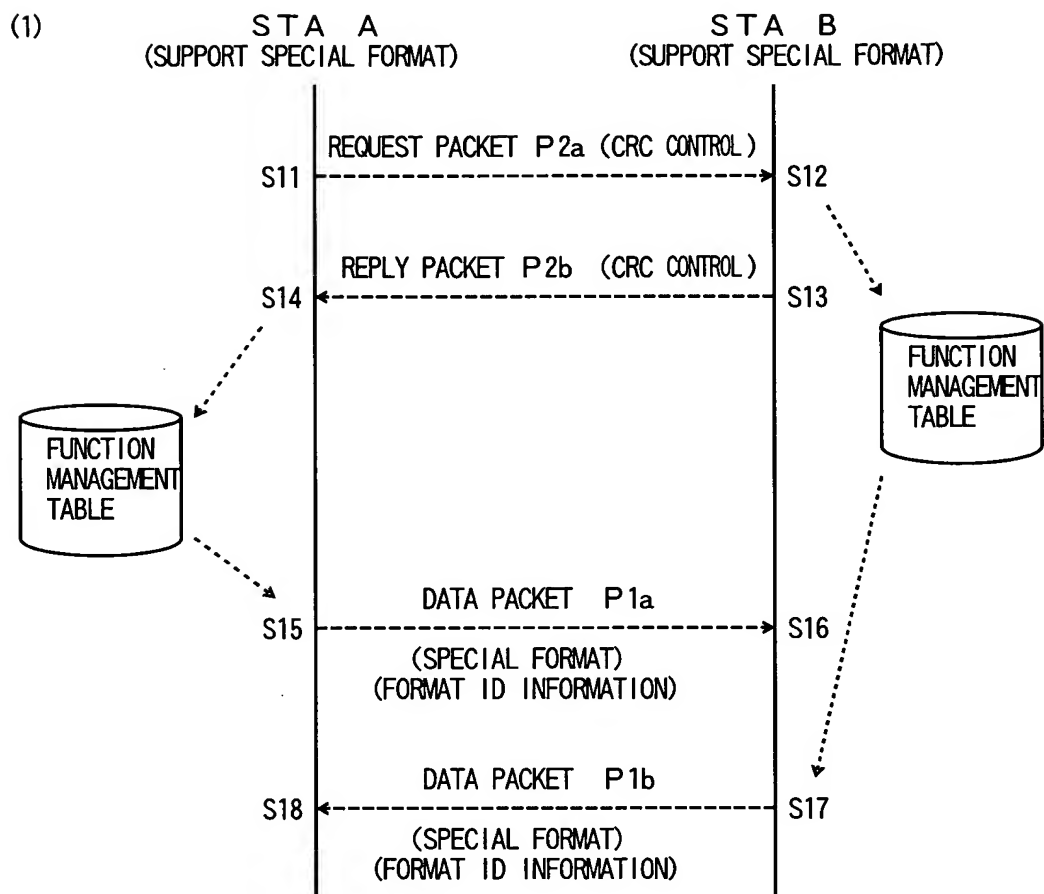 (1)
STA A
(SUPPORT SPECIAL FORMAT)
STA B
(SUPPORT SPECIAL FORMAT)
REQUEST PACKET P2a (CRC CONTROL)
S11
S12
REPLY PACKET P2b (CRC CONTROL)
S14
S13
FUNCTION
MANAGEMENT
TABLE
FUNCTION
MANAGEMENT
TABLE
DATA PACKET P1a
S15
S16
(SPECIAL FORMAT)
(FORMAT ID INFORMATION)
DATA PACKET P1b
S18
S17
(SPECIAL FORMAT)
(FORMAT ID INFORMATION)